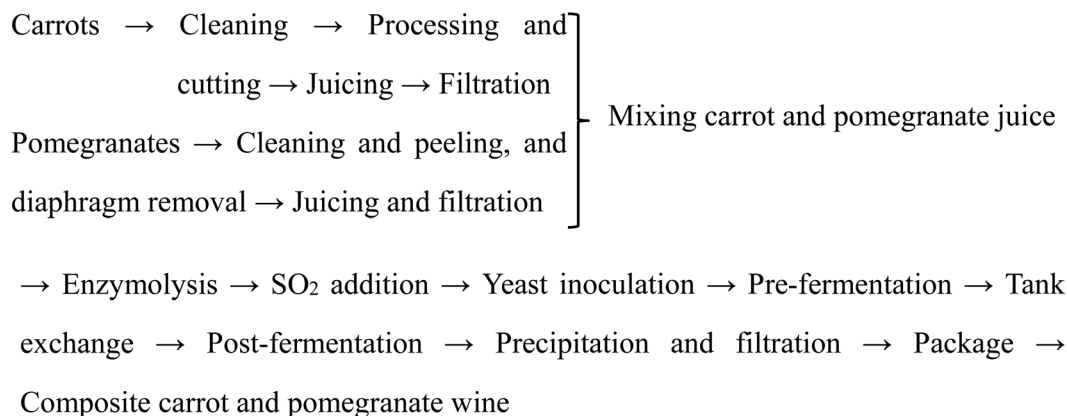 Carrots → Cleaning → Processing and
cutting → Juicing → Filtration
Pomegranates → Cleaning and peeling, and
diaphragm removal → Juicing and filtration
Mixing carrot and pomegranate juice
→ Enzymolysis → SO₂ addition → Yeast inoculation → Pre-fermentation → Tank
exchange → Post-fermentation → Precipitation and filtration → Package →
Composite carrot and pomegranate wine